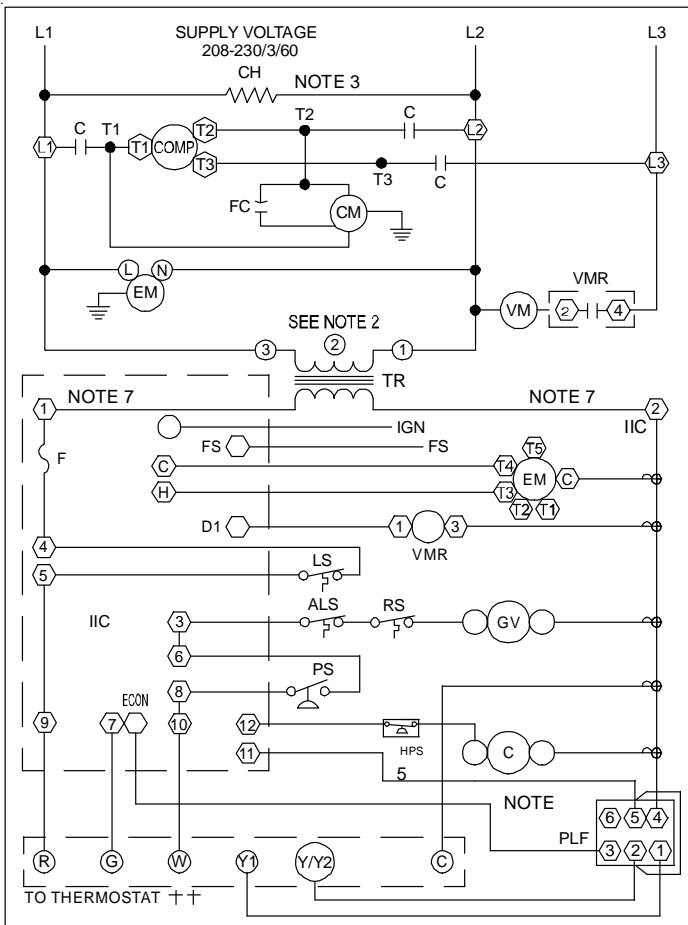 L1 SUPPLY VOLTAGE L2 L3
208-230/3/60
CH NOTE 3
C T1 T1 COMP T2 T2 C L2
L1 T3 T3 C L3
FC CM
L N
EM
VMR
VM 2 4
SEE NOTE 2
3 2 1
TR
1 NOTE 7 NOTE 7 2
IIC
IGN
F FS FS
C T4 T5 EM C
H T3 T2 T1
D1 1 3
VMR
4
5 LS
IIC 3 ALS RS GV
6
8 PS
ECON
9 7 10 12 HPS C
11 5
NOTE
6 5 4
PLF 3 2 1
R G W Y1 Y/Y2 C
TO THERMOSTAT ††